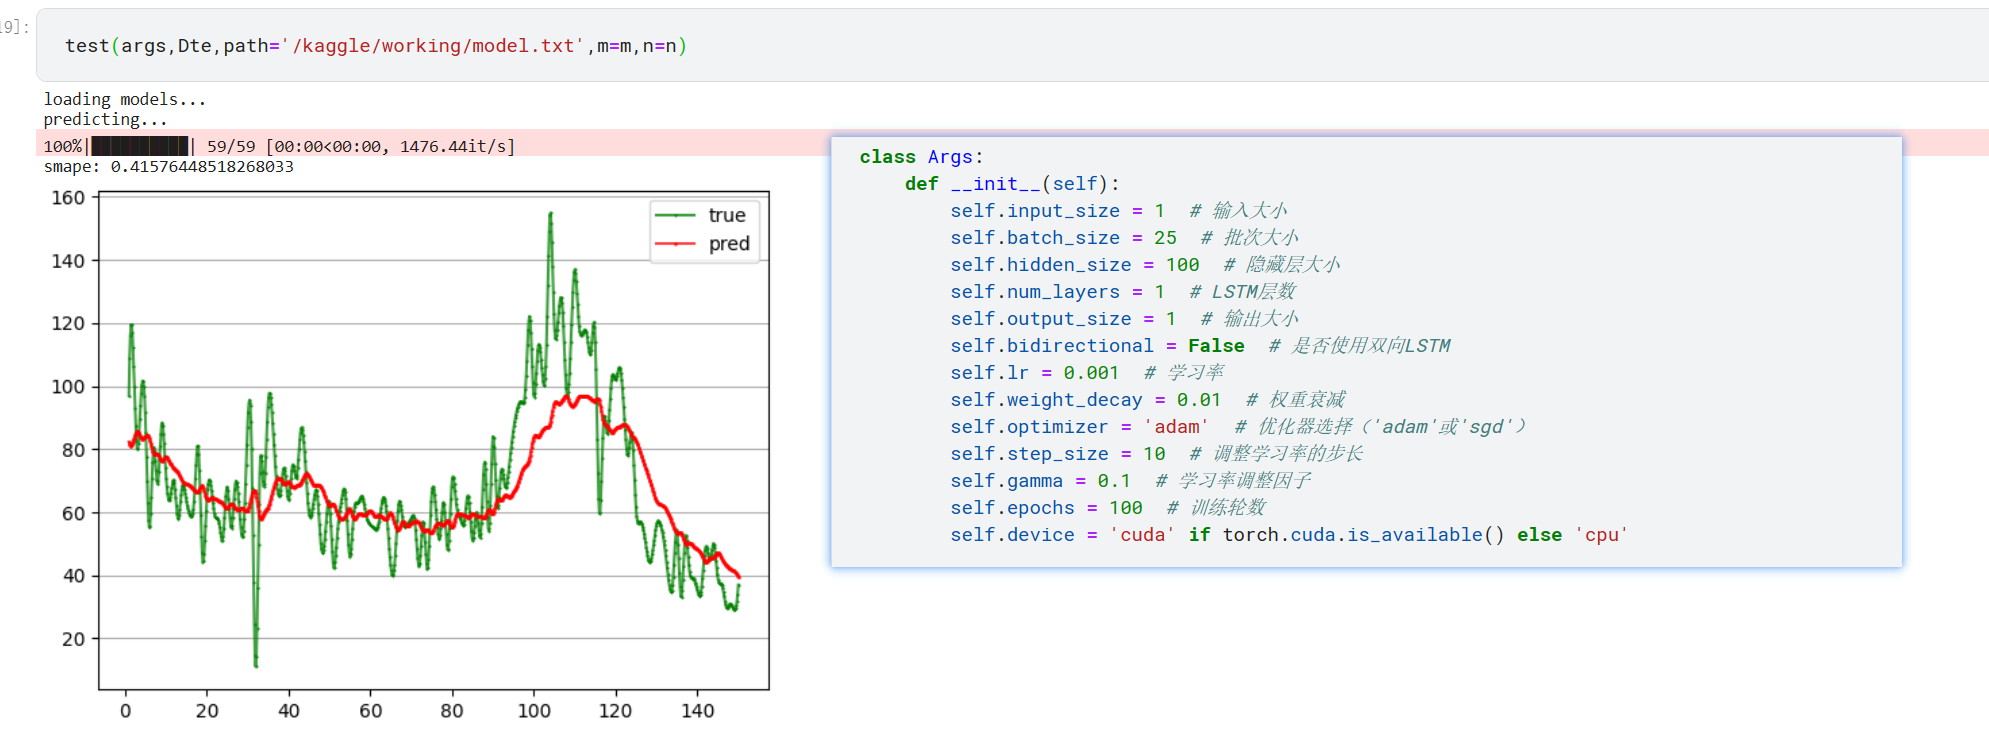 19]:
test(args,Dte,path='/kaggle/working/model.txt',m=m,n=n)
loading models...
predicting...
100%|██████████| 59/59 [00:00<00:00, 1476.44it/s]
smape: 0.41576448518268033
160
140
120
100
80
60
40
20
0 20 40 60 80 100 120 140
true
pred
class Args:
    def __init__(self):
        self.input_size = 1  # 输入大小
        self.batch_size = 25  # 批次大小
        self.hidden_size = 100  # 隐藏层大小
        self.num_layers = 1  # LSTM层数
        self.output_size = 1  # 输出大小
        self.bidirectional = False  # 是否使用双向LSTM
        self.lr = 0.001  # 学习率
        self.weight_decay = 0.01  # 权重衰减
        self.optimizer = 'adam'  # 优化器选择（'adam'或'sgd'）
        self.step_size = 10  # 调整学习率的步长
        self.gamma = 0.1  # 学习率调整因子
        self.epochs = 100  # 训练轮数
        self.device = 'cuda' if torch.cuda.is_available() else 'cpu'